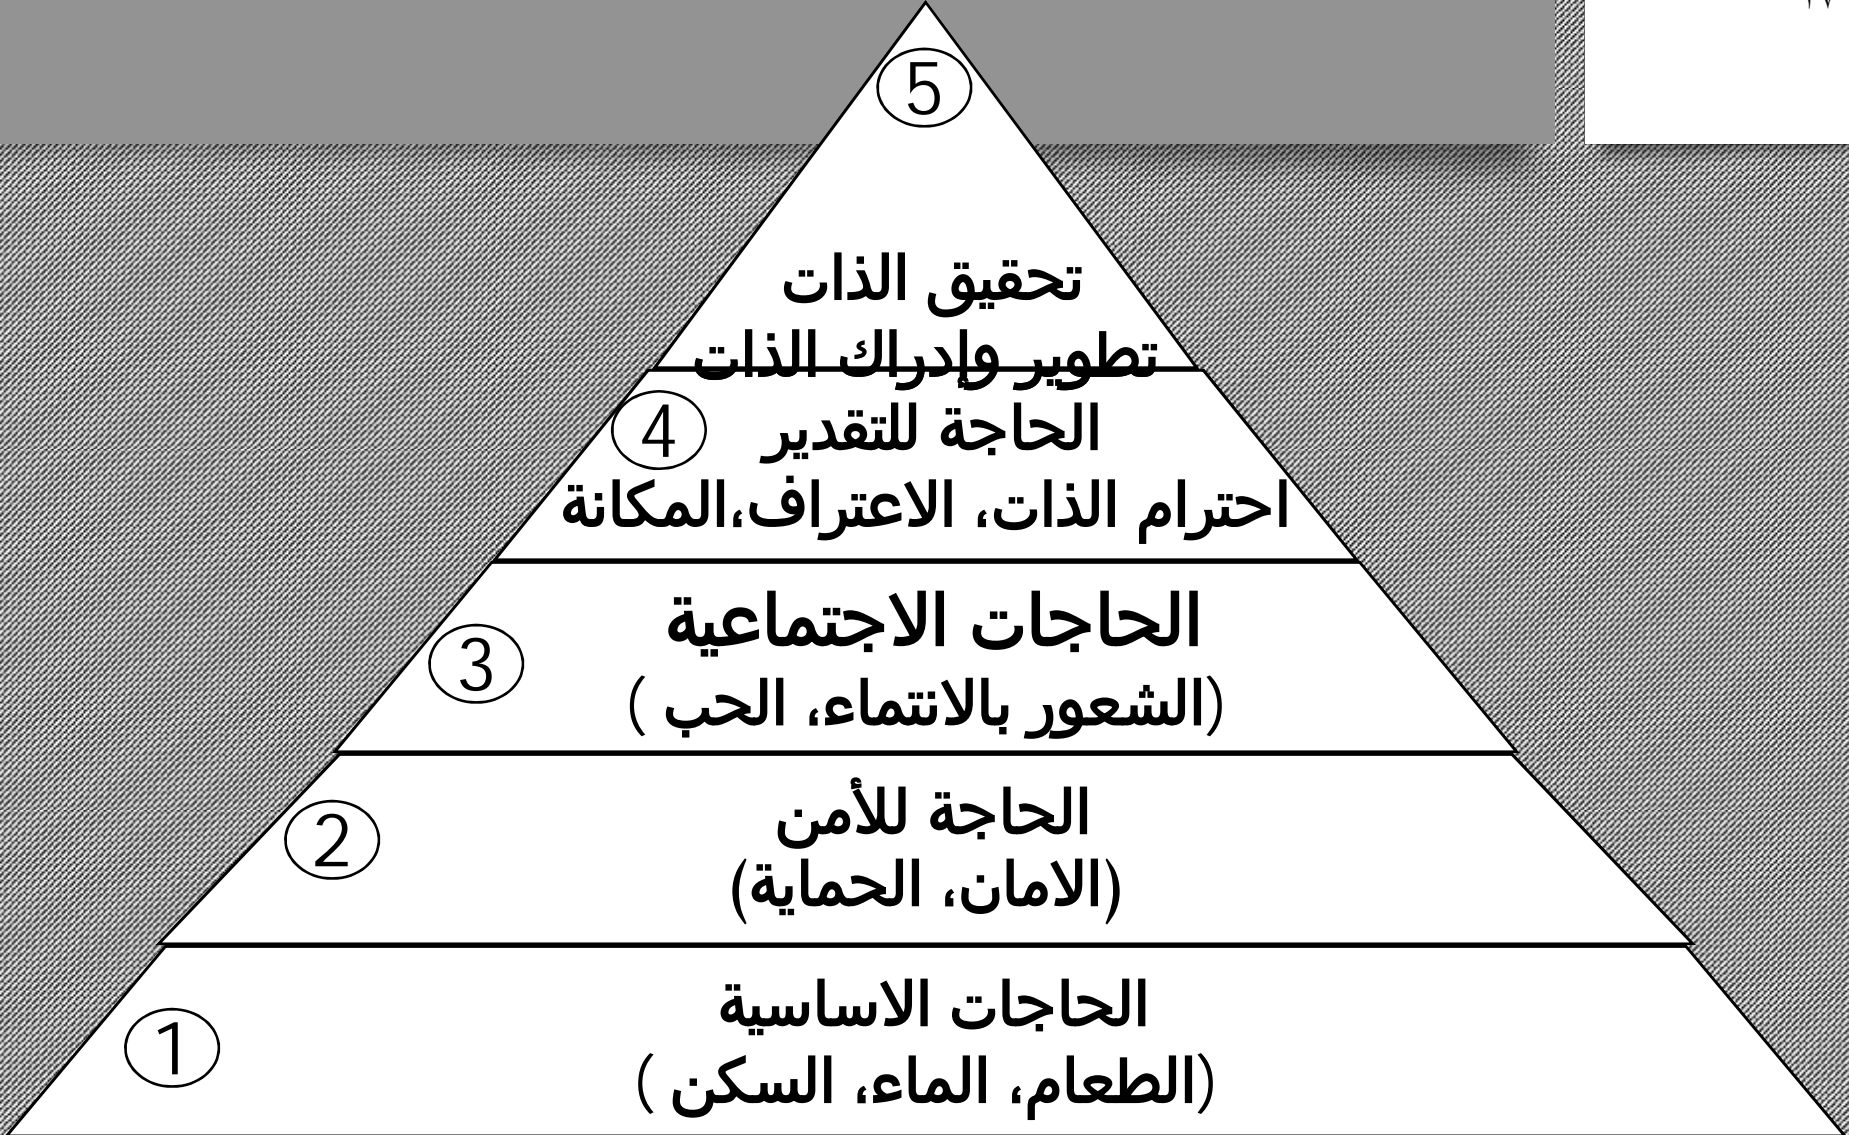 5
تحقيق الذات
تطوير وإدراك الذات
4
الحاجة للتقدير
احترام الذات، الاعتراف،المكانة
3
الحاجات الاجتماعية
(الشعور بالانتماء، الحب )
2
الحاجة للأمن
(الامان، الحماية)
1
الحاجات الاساسية
(الطعام، الماء، السكن )